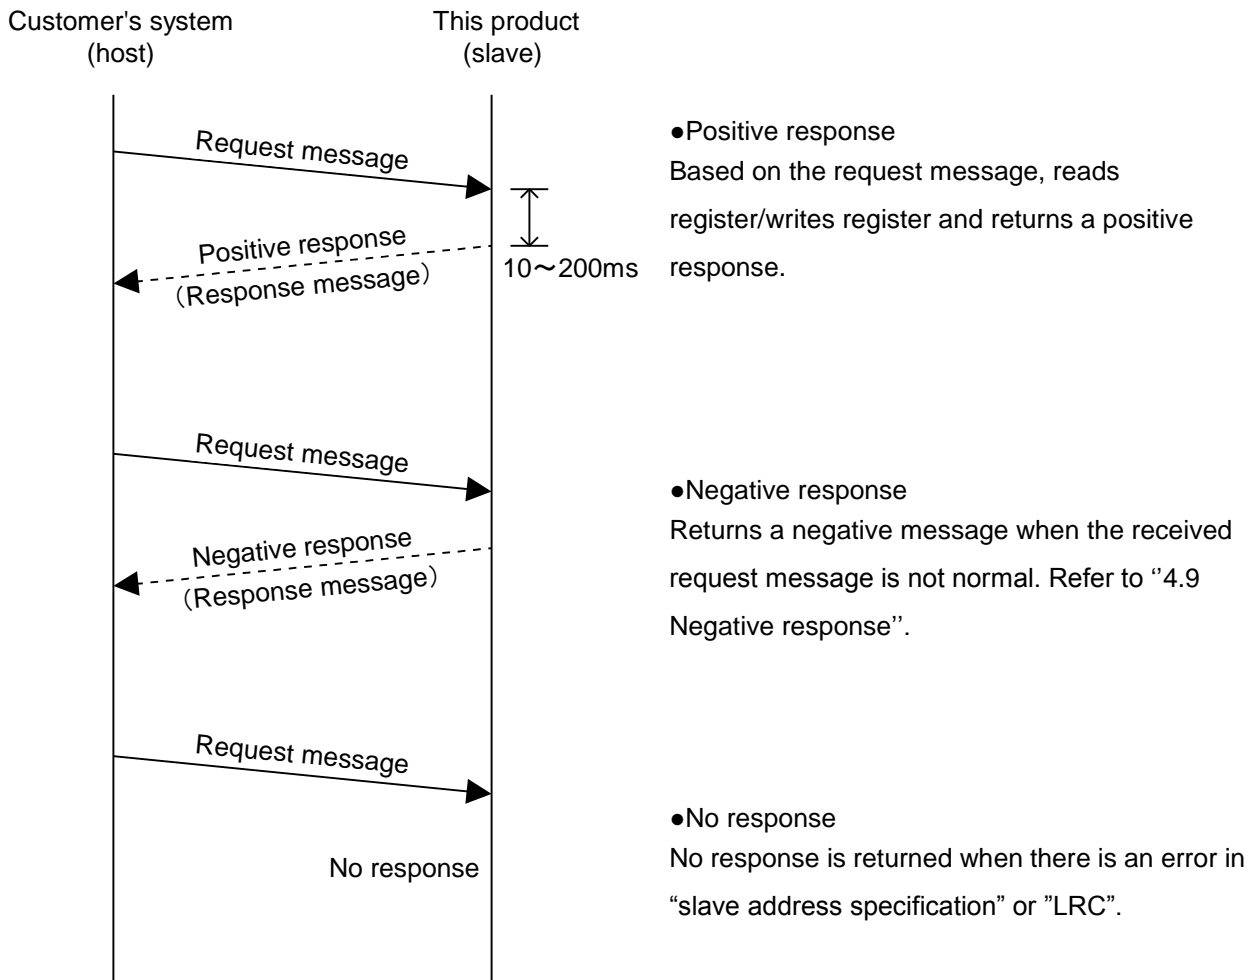 Customer's system
(host)
This product
(slave)
Request message
Positive response
（Response message）
10～200ms
●Positive response
Based on the request message, reads
register/writes register and returns a positive
response.
Request message
Negative response
（Response message）
●Negative response
Returns a negative message when the received
request message is not normal. Refer to ‘’4.9
Negative response’’.
Request message
No response
●No response
No response is returned when there is an error in
“slave address specification” or ”LRC”.